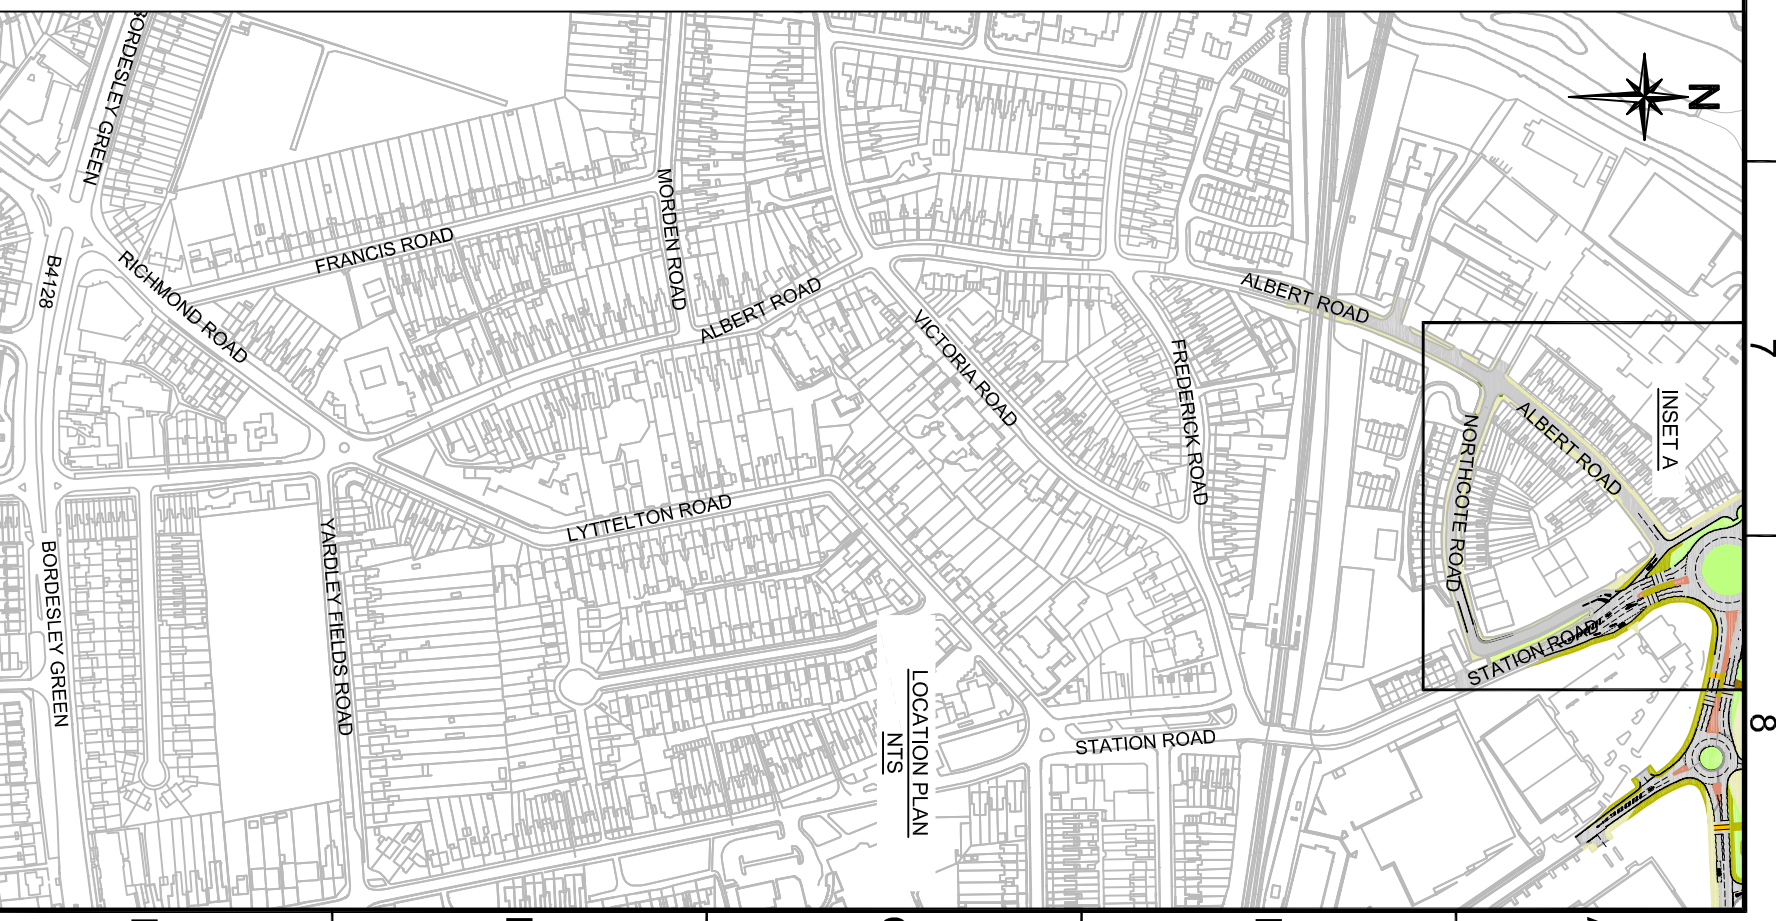 BORDESLEY GREEN
N
7
MORDEN ROAD
FRANCIS ROAD
B4128
RICHMOND ROAD
ALBERT ROAD
ALBERT ROAD
VICTORIA ROAD
FREDERICK ROAD
INSET A
ALBERT ROAD
NORTHCOTE ROAD
LYTTELTON ROAD
YARDLEY FIELDS ROAD
BORDESLEY GREEN
STATION ROAD
LOCATION PLAN
NTS
STATION ROAD
8